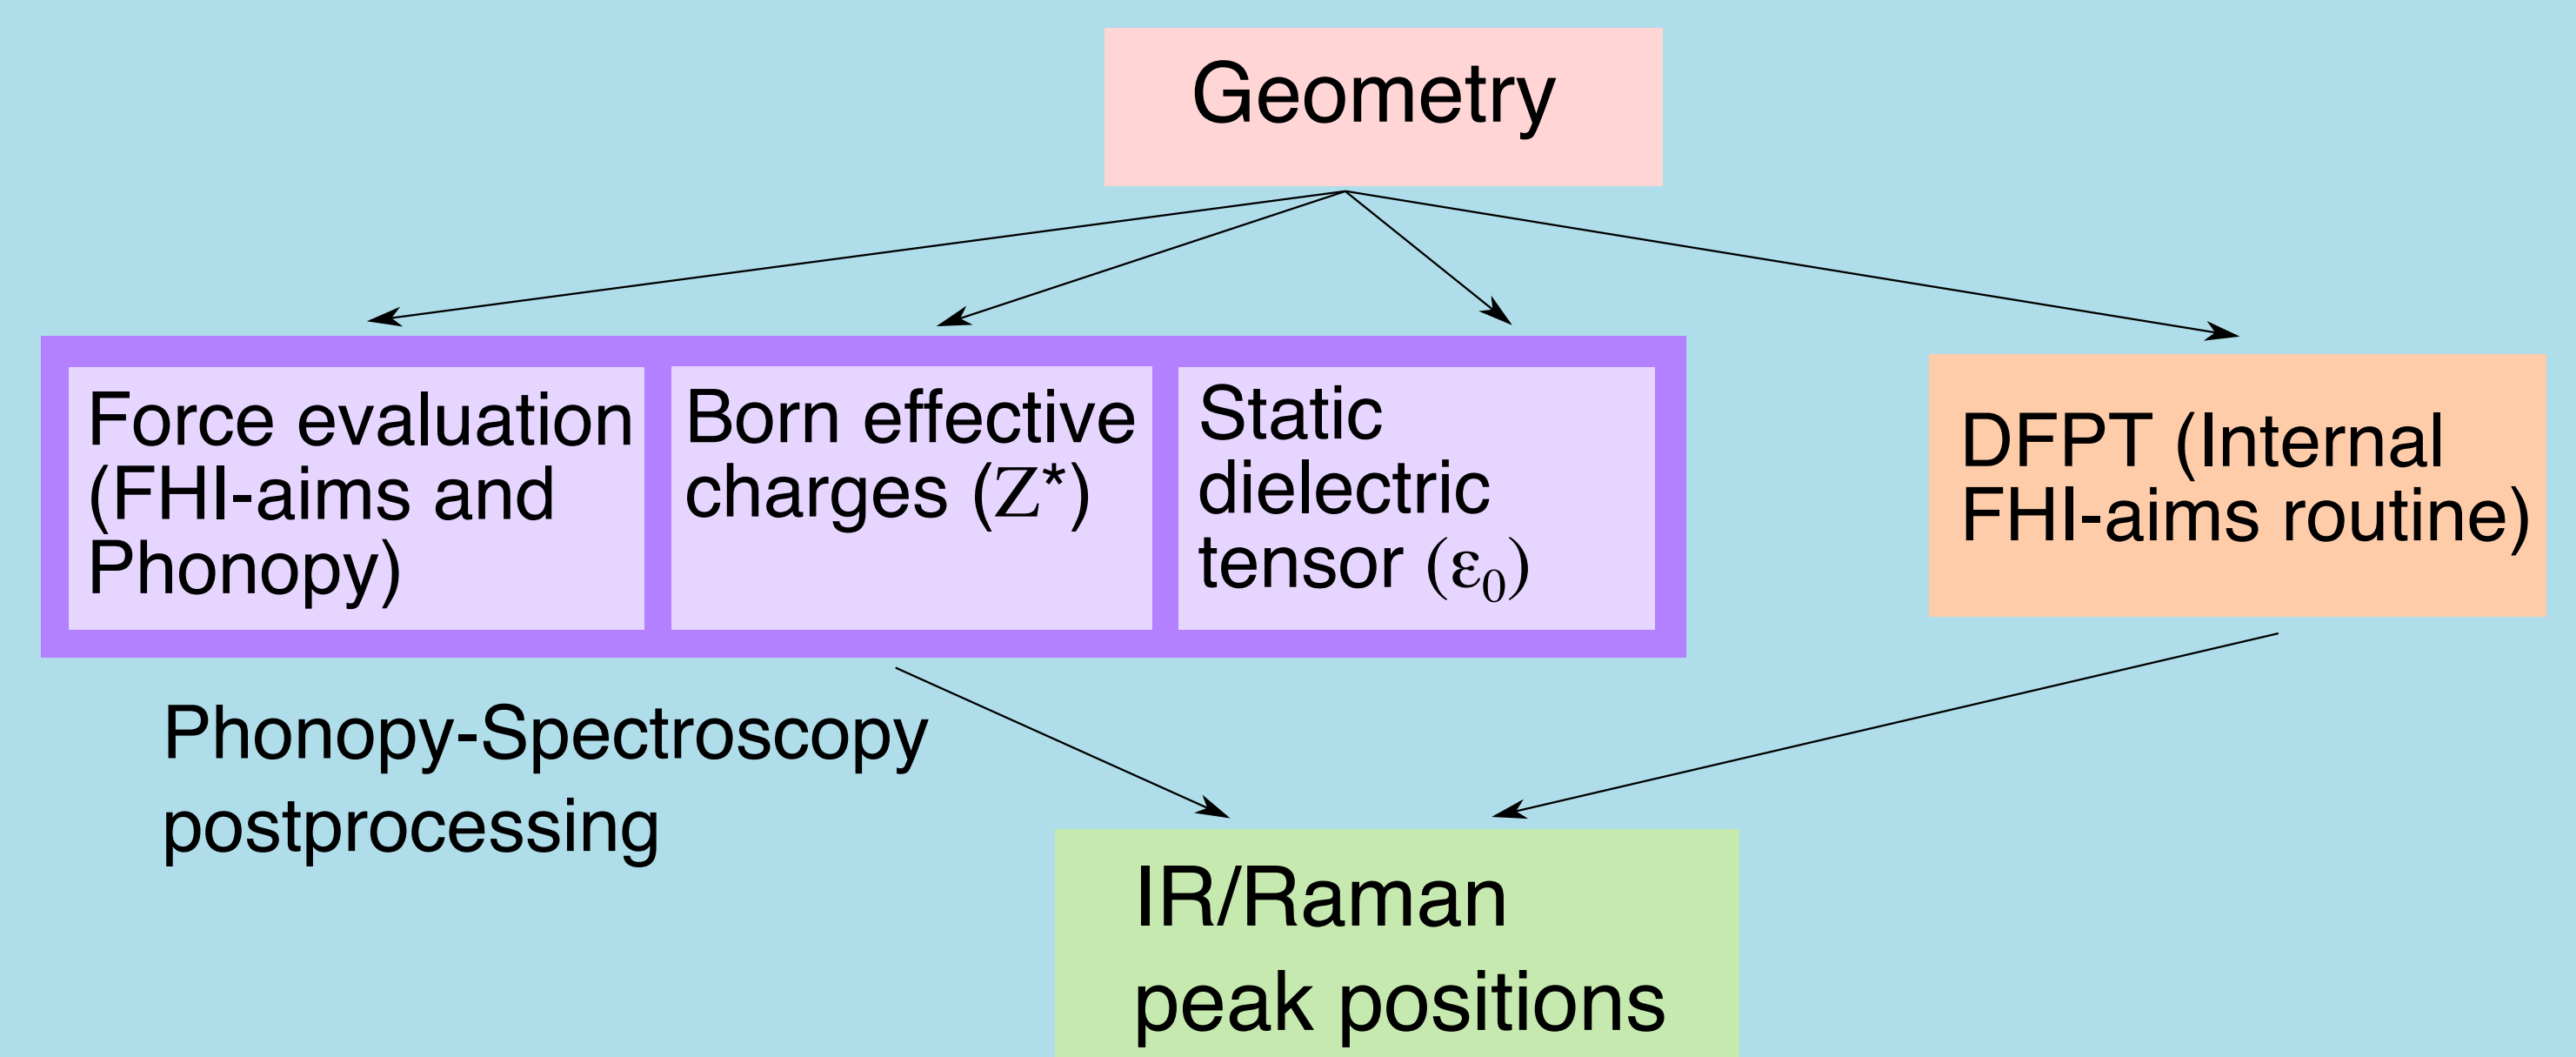 Geometry
Force evaluation
(FHI-aims and
Phonopy)
Born effective
charges (Z*)
Static
dielectric
tensor (ε₀)
DFPT (Internal
FHI-aims routine)
Phonopy-Spectroscopy
postprocessing
IR/Raman
peak positions